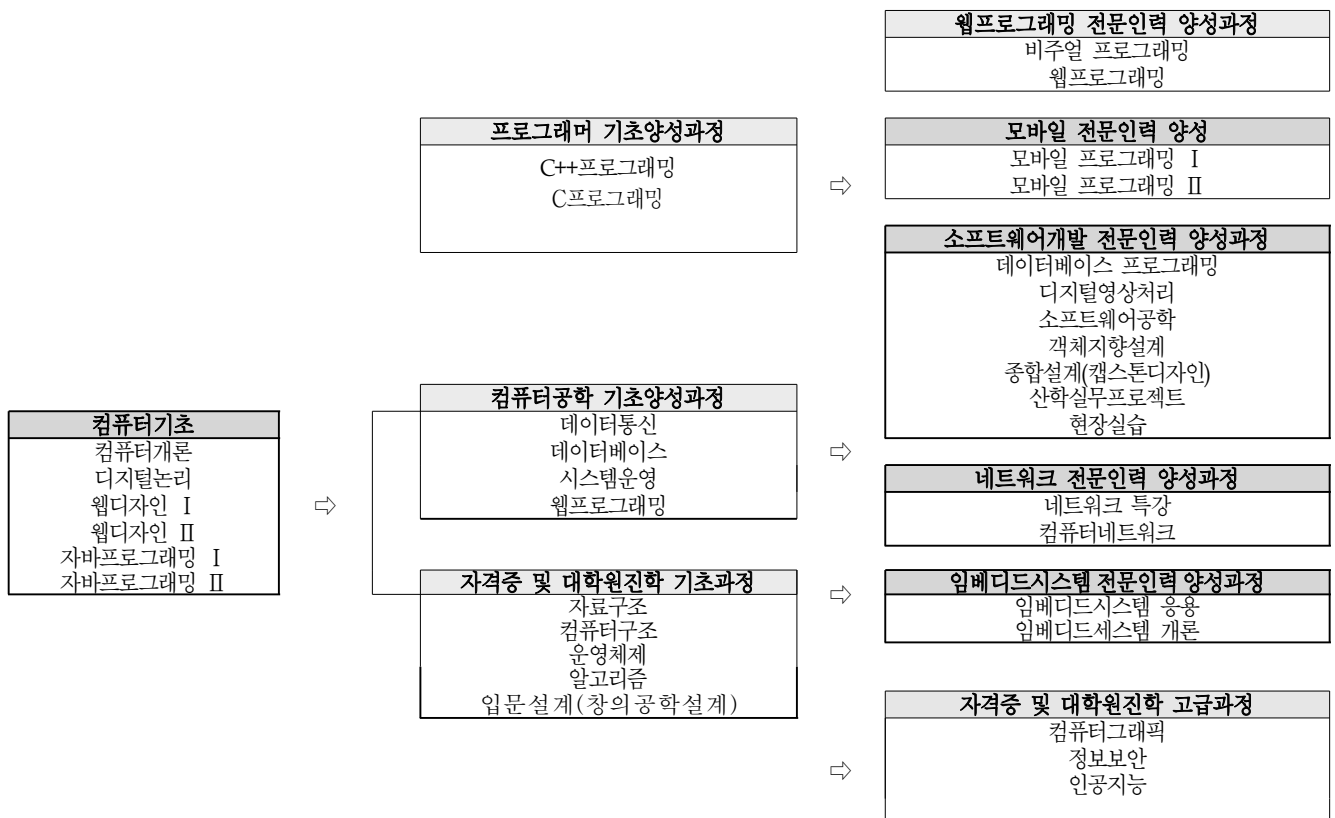 컴퓨터기초
컴퓨터개론
디지털논리
웹디자인 Ⅰ
웹디자인 Ⅱ
자바프로그래밍 Ⅰ
자바프로그래밍 Ⅱ
⇨
프로그래머 기초양성과정
C++프로그래밍
C프로그래밍
컴퓨터공학 기초양성과정
데이터통신
데이터베이스
시스템운영
웹프로그래밍
자격증 및 대학원진학 기초과정
자료구조
컴퓨터구조
운영체제
알고리즘
입문설계(창의공학설계)
⇨
⇨
⇨
⇨
웹프로그래밍 전문인력 양성과정
비주얼 프로그래밍
웹프로그래밍
모바일 전문인력 양성
모바일 프로그래밍 Ⅰ
모바일 프로그래밍 Ⅱ
소프트웨어개발 전문인력 양성과정
데이터베이스 프로그래밍
디지털영상처리
소프트웨어공학
객체지향설계
종합설계(캡스톤디자인)
산학실무프로젝트
현장실습
네트워크 전문인력 양성과정
네트워크 특강
컴퓨터네트워크
임베디드시스템 전문인력 양성과정
임베디드시스템 응용
임베디드세스템 개론
자격증 및 대학원진학 고급과정
컴퓨터그래픽
정보보안
인공지능